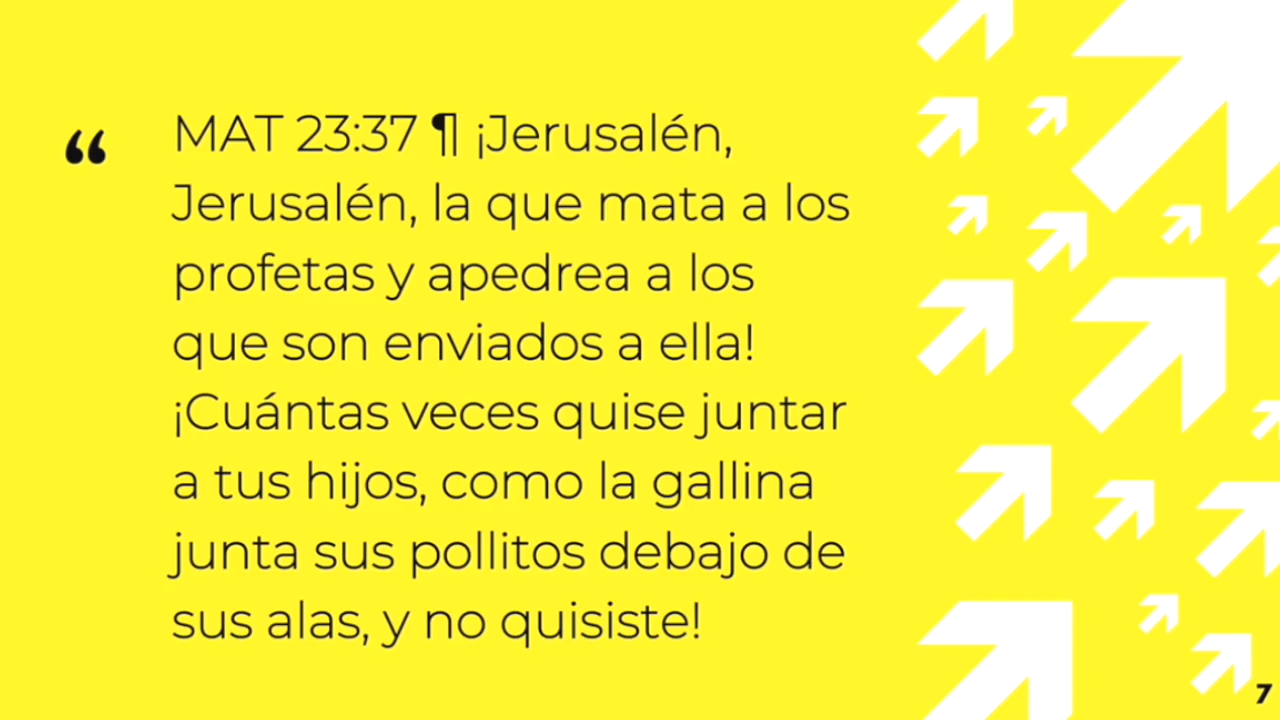 “ MAT 23:37 ¶ ¡Jerusalén,
Jerusalén, la que mata a los
profetas y apedrea a los
que son enviados a ella!
¡Cuántas veces quise juntar
a tus hijos, como la gallina
junta sus pollitos debajo de
sus alas, y no quisiste!
7